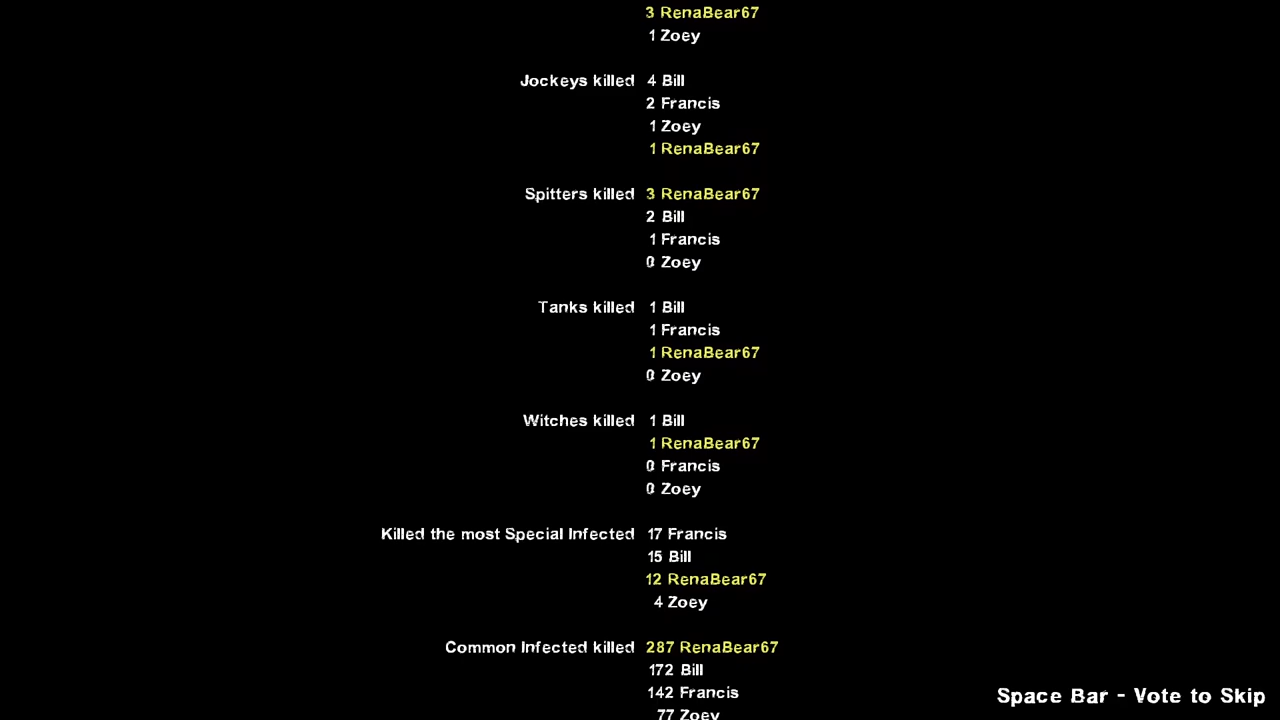 3 RenaBear67
1 Zoey
Jockeys killed 4 Bill
2 Francis
1 Zoey
1 RenaBear67
Spitters killed 3 RenaBear67
2 Bill
1 Francis
0 Zoey
Tanks killed 1 Bill
1 Francis
1 RenaBear67
0 Zoey
Witches killed 1 Bill
1 RenaBear67
0 Francis
0 Zoey
Killed the most Special Infected 17 Francis
15 Bill
12 RenaBear67
4 Zoey
Common Infected killed 287 RenaBear67
172 Bill
142 Francis
77 Zoey
Space Bar - Vote to Skip